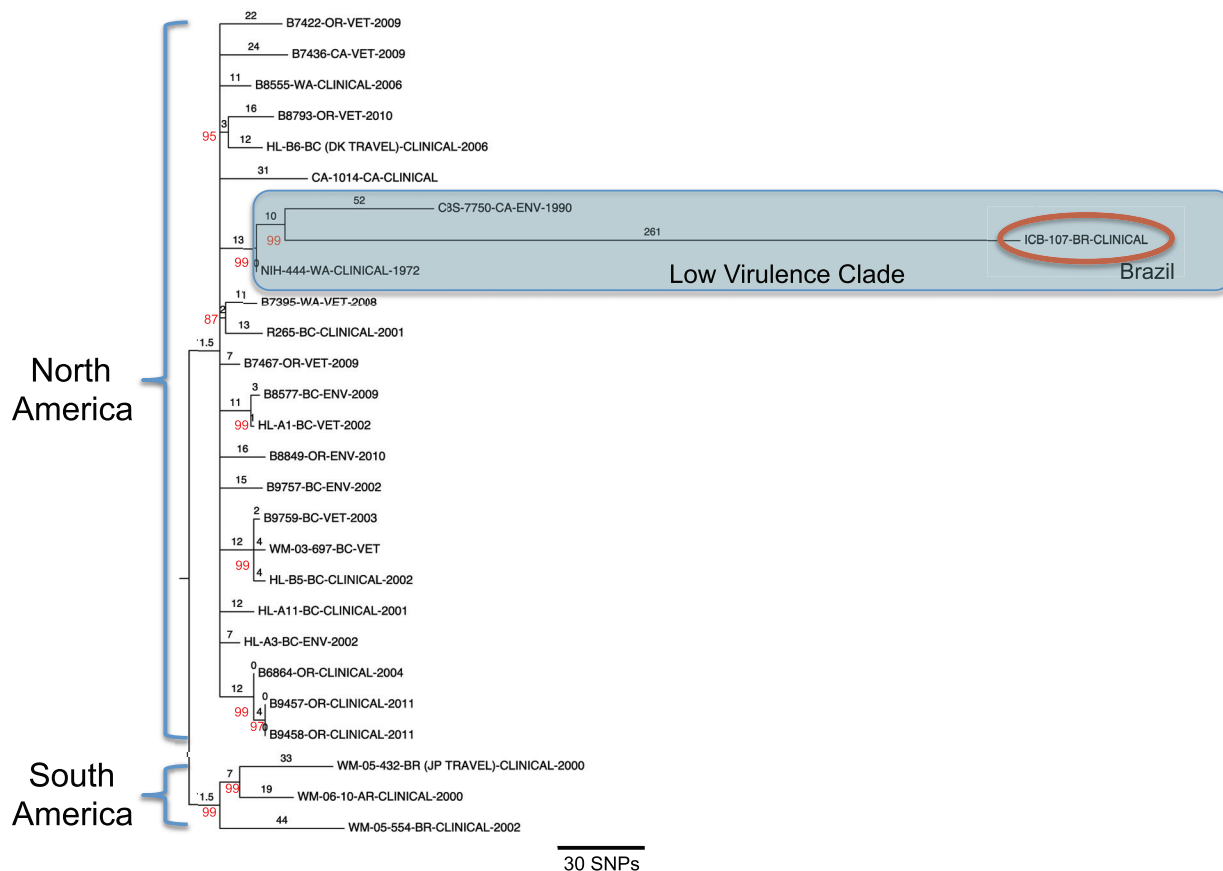 22
B7422-OR-VET-2009
24
B7436-CA-VET-2009
11
B8555-WA-CLINICAL-2006
16
B8793-OR-VET-2010
3
95
12
HL-B6-BC (DK TRAVEL)-CLINICAL-2006
31
CA-1014-CA-CLINICAL
52
CBS-7750-CA-ENV-1990
10
261
99
ICB-107-BR-CLINICAL
13
99
0
NIH-444-WA-CLINICAL-1972
Low Virulence Clade
Brazil
11
B7395-WA-VET-2008
2
87
13
R265-BC-CLINICAL-2001
1.5
7
B7467-OR-VET-2009
North
America
3
B8577-BC-ENV-2009
11
99
1
HL-A1-BC-VET-2002
16
B8849-OR-ENV-2010
15
B9757-BC-ENV-2002
2
B9759-BC-VET-2003
12
4
WM-03-697-BC-VET
99
4
HL-B5-BC-CLINICAL-2002
12
HL-A11-BC-CLINICAL-2001
7
HL-A3-BC-ENV-2002
0
B6864-OR-CLINICAL-2004
12
0
B9457-OR-CLINICAL-2011
99
4
97
0
B9458-OR-CLINICAL-2011
South
America
33
WM-05-432-BR (JP TRAVEL)-CLINICAL-2000
7
99
19
WM-06-10-AR-CLINICAL-2000
1.5
99
44
WM-05-554-BR-CLINICAL-2002
30 SNPs